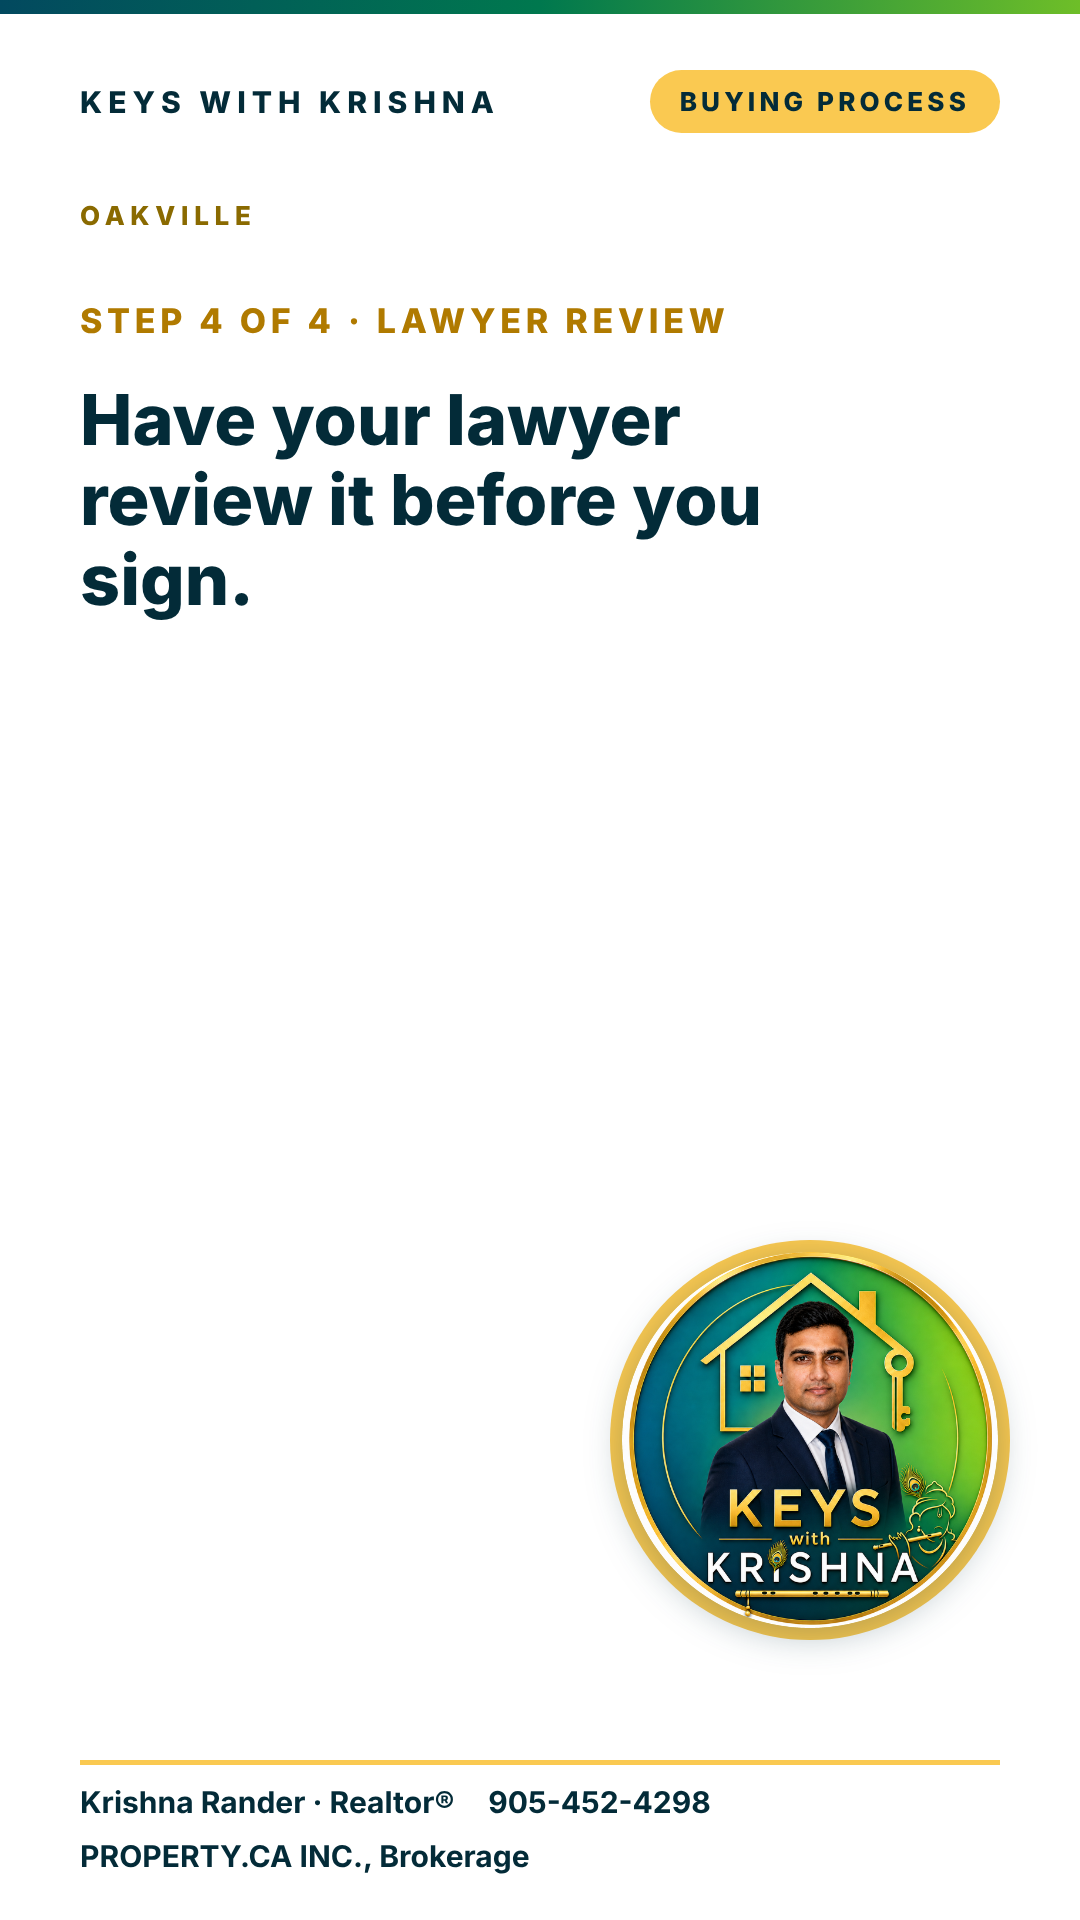 KEYS WITH KRISHNA
BUYING PROCESS
OAKVILLE
STEP 4 OF 4 · LAWYER REVIEW
Have your lawyer
review it before you
sign.
KEYS
with
KRISHNA
Krishna Rander · Realtor® 905-452-4298
PROPERTY.CA INC., Brokerage